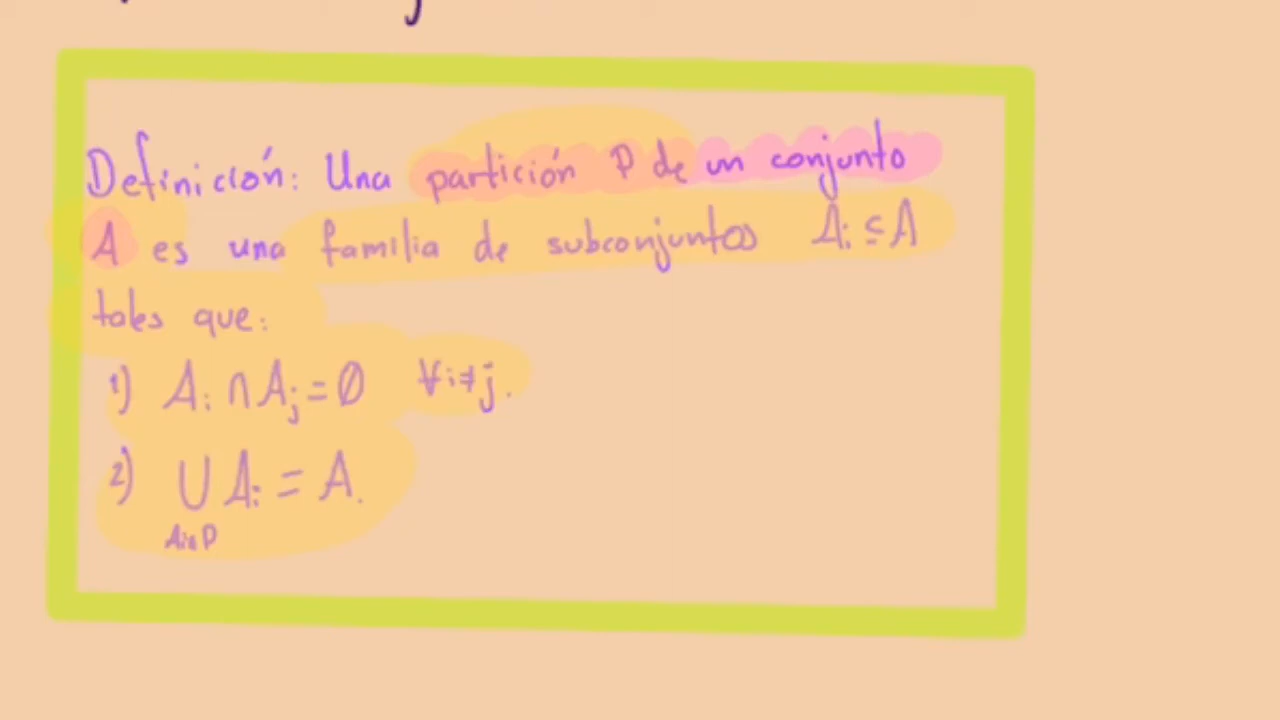 Definición: Una partición P de un conjunto
A es una familia de subconjuntos Ai ⊆ A
tales que:
1) Ai ∩ Aj = Ø ∀ i ≠ j.
2) ∪ Ai = A.
Ai∈P